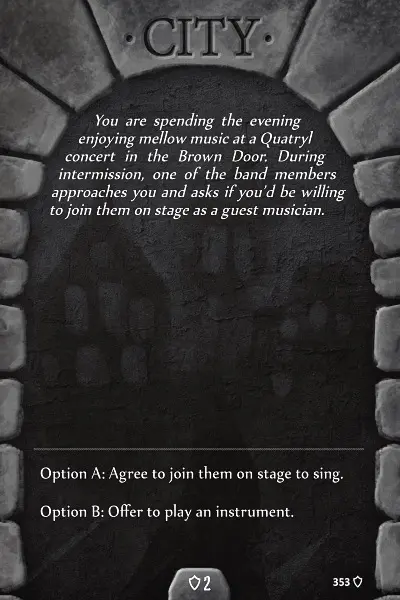 · CITY ·
You are spending the evening
enjoying mellow music at a Quatryl
concert in the Brown Door. During
intermission, one of the band members
approaches you and asks if you'd be willing
to join them on stage as a guest musician.
Option A: Agree to join them on stage to sing.
Option B: Offer to play an instrument.
2
353